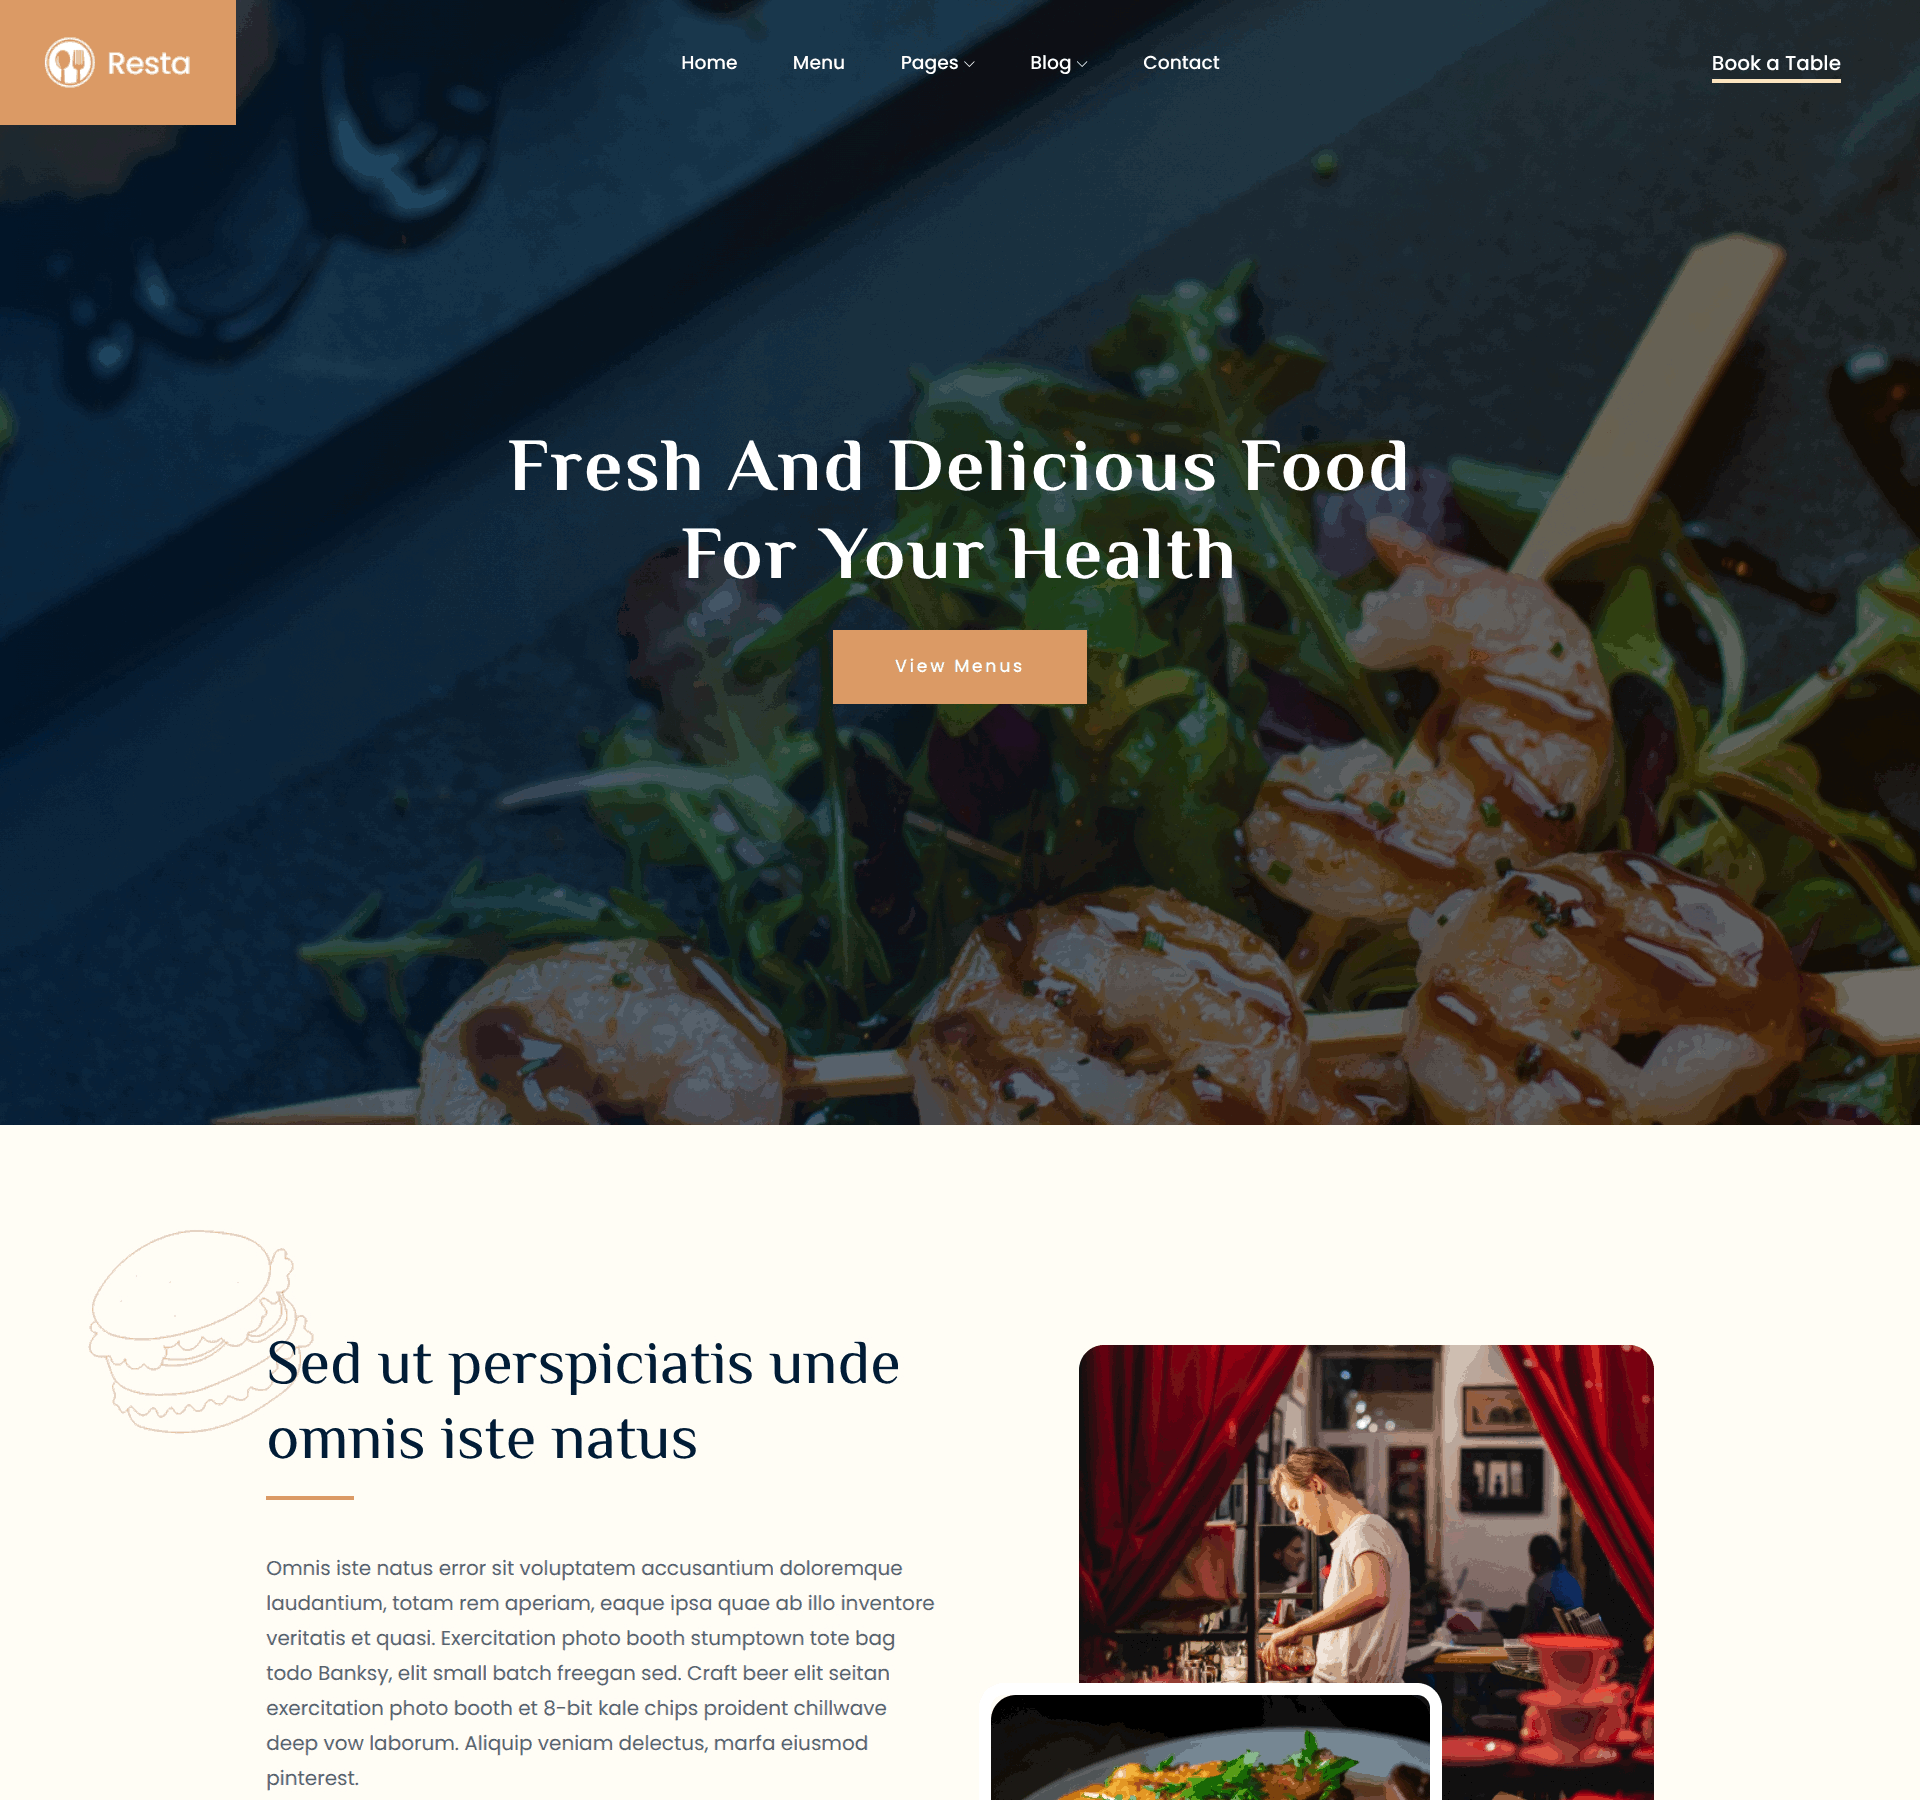 Resta
Home Menu Pages Blog Contact
Book a Table
Fresh And Delicious Food
For Your Health
View Menus
Sed ut perspiciatis unde
omnis iste natus
Omnis iste natus error sit voluptatem accusantium doloremque
laudantium, totam rem aperiam, eaque ipsa quae ab illo inventore
veritatis et quasi. Exercitation photo booth stumptown tote bag
todo Banksy, elit small batch freegan sed. Craft beer elit seitan
exercitation photo booth et 8-bit kale chips proident chillwave
deep vow laborum. Aliquip veniam delectus, marfa eiusmod
pinterest.